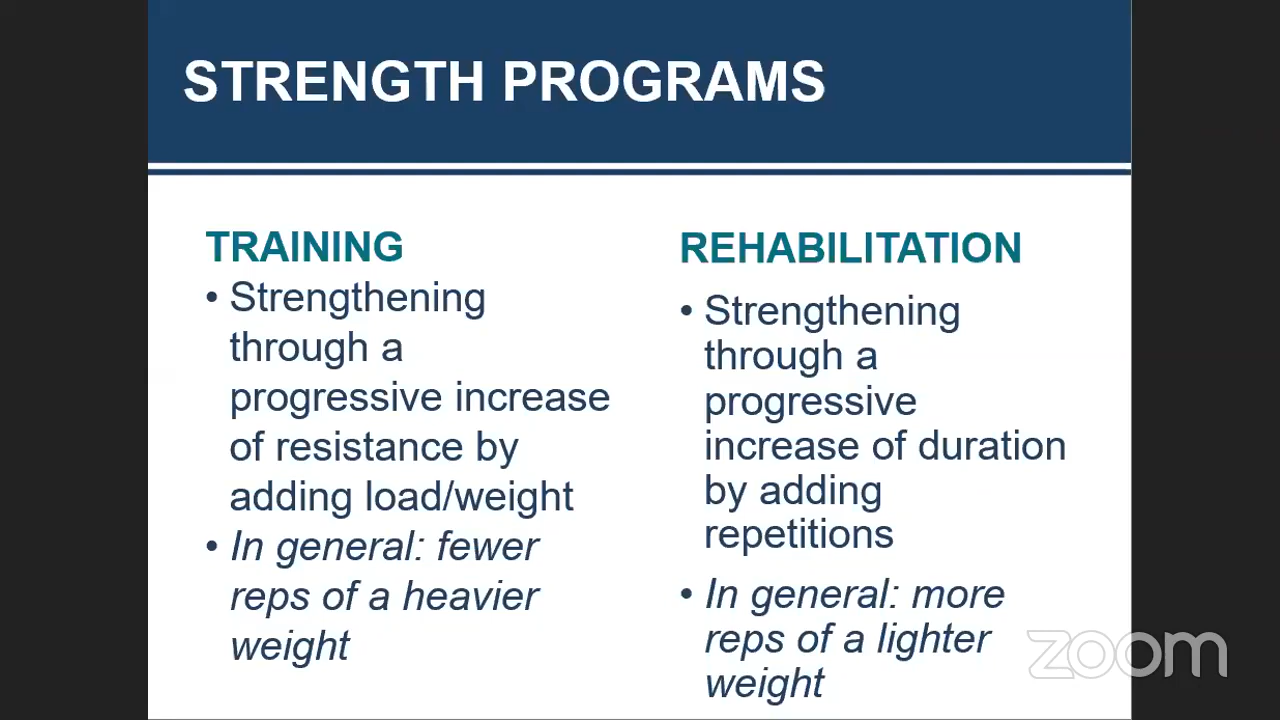 STRENGTH PROGRAMS
TRAINING
• Strengthening
through a
progressive increase
of resistance by
adding load/weight
• In general: fewer
reps of a heavier
weight
REHABILITATION
• Strengthening
through a
progressive
increase of duration
by adding
repetitions
• In general: more
reps of a lighter
weight
zoom